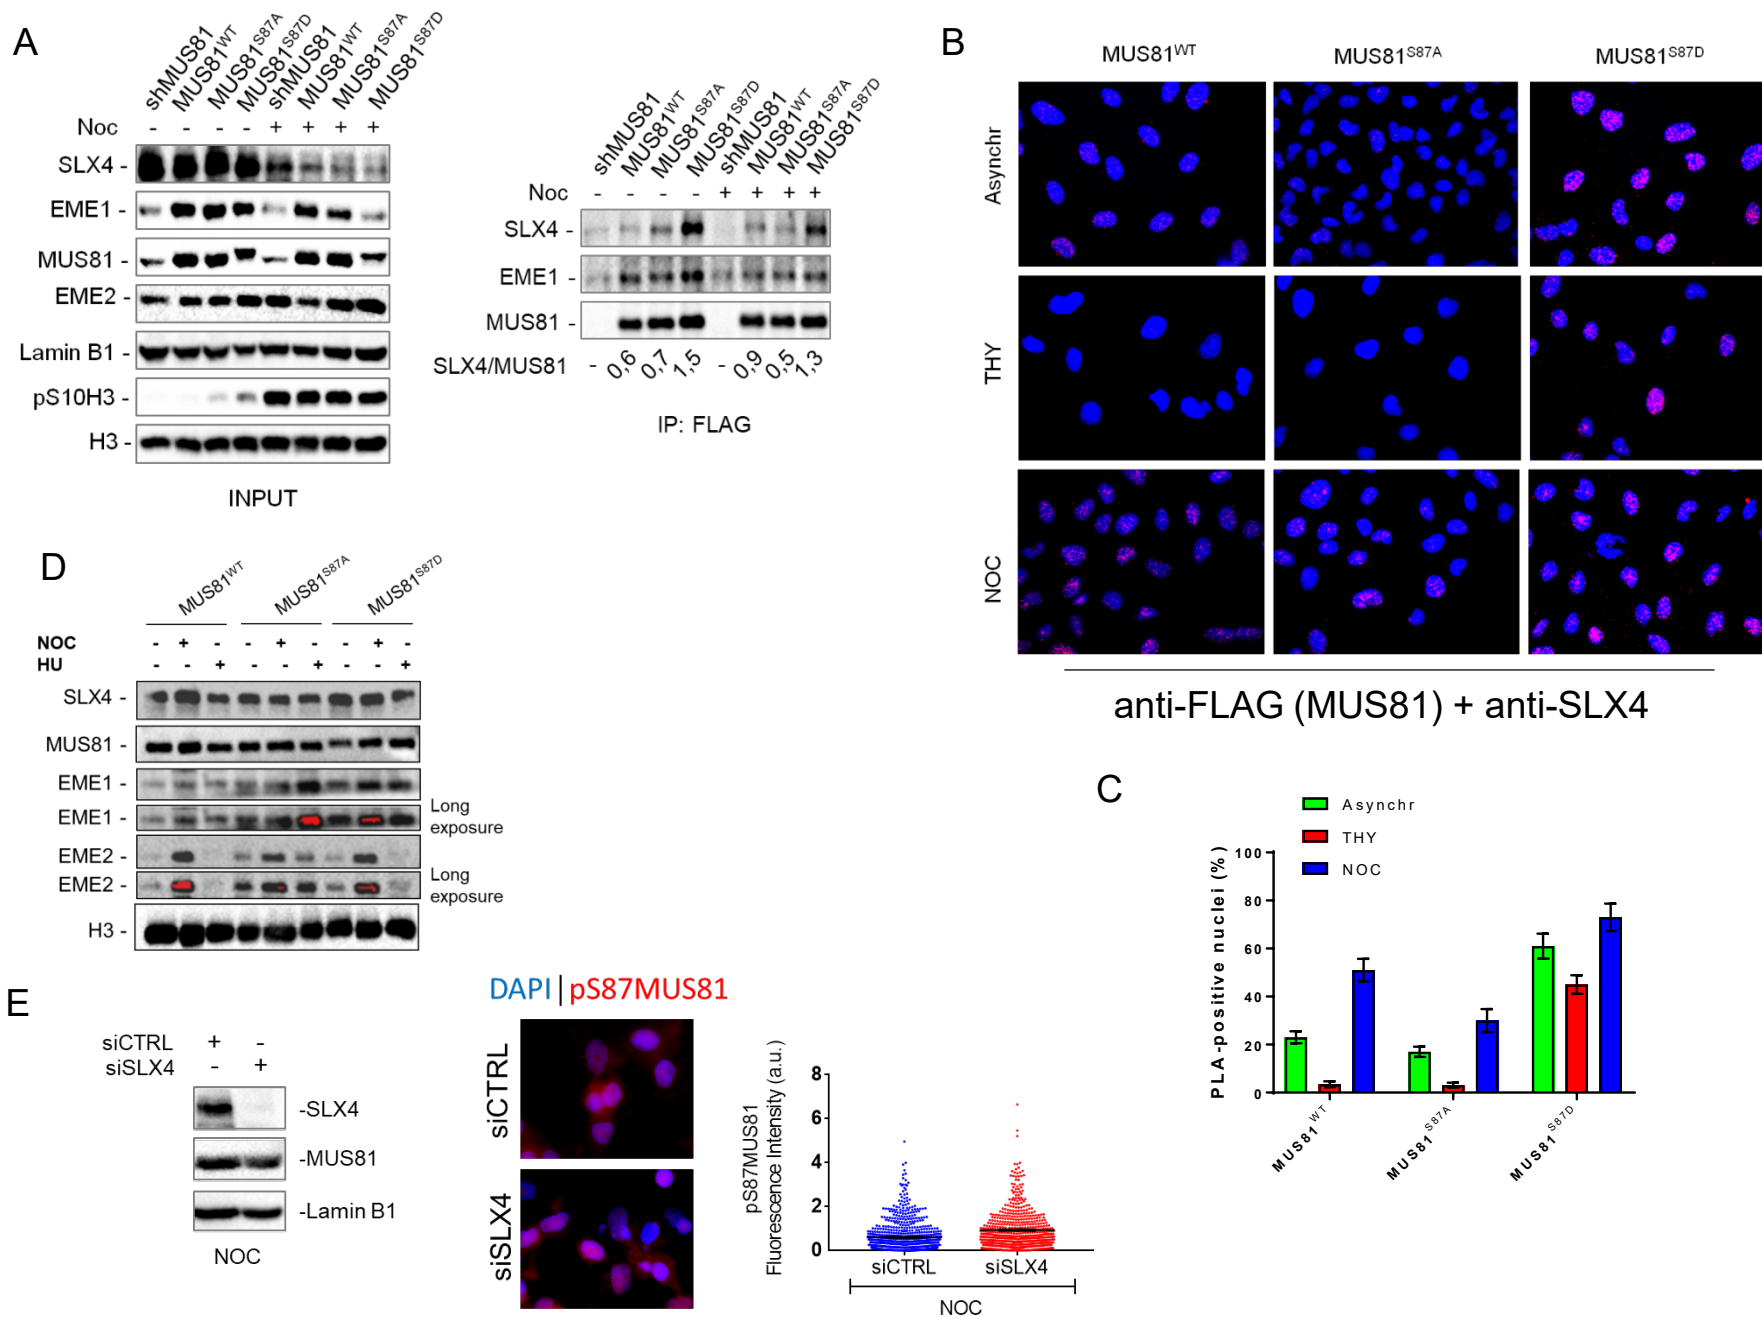 A
shMUS81
MUS81WT
MUS81S87A
MUS81S87D
shMUS81
MUS81WT
MUS81S87A
MUS81S87D
Noc - - - - + + + +
SLX4 -
EME1 -
MUS81 -
EME2 -
Lamin B1 -
pS10H3 -
H3 -
INPUT
shMUS81
MUS81WT
MUS81S87A
MUS81S87D
shMUS81
MUS81WT
MUS81S87A
MUS81S87D
Noc - - - - + + + +
SLX4 -
EME1 -
MUS81 -
SLX4/MUS81 - 0,6 0,7 1,5 - 0,9 0,5 1,3
IP: FLAG
B
MUS81WT MUS81S87A MUS81S87D
Asynchr
THY
NOC
anti-FLAG (MUS81) + anti-SLX4
C
Asynchr
THY
NOC
PLA-positive nuclei (%)
100
80
60
40
20
0
MUS81WT
MUS81S87A
MUS81S87D
D
MUS81WT
MUS81S87A
MUS81S87D
NOC - + - - + - - + -
HU - - + - - + - - +
SLX4 -
MUS81 -
EME1 -
EME1 - Long exposure
EME2 -
EME2 - Long exposure
H3 -
E
siCTRL + -
siSLX4 - +
-SLX4
-MUS81
-Lamin B1
NOC
DAPI|pS87MUS81
siCTRL
siSLX4
pS87MUS81
Fluorescence Intensity (a.u.)
8
6
4
2
0
siCTRL siSLX4
NOC